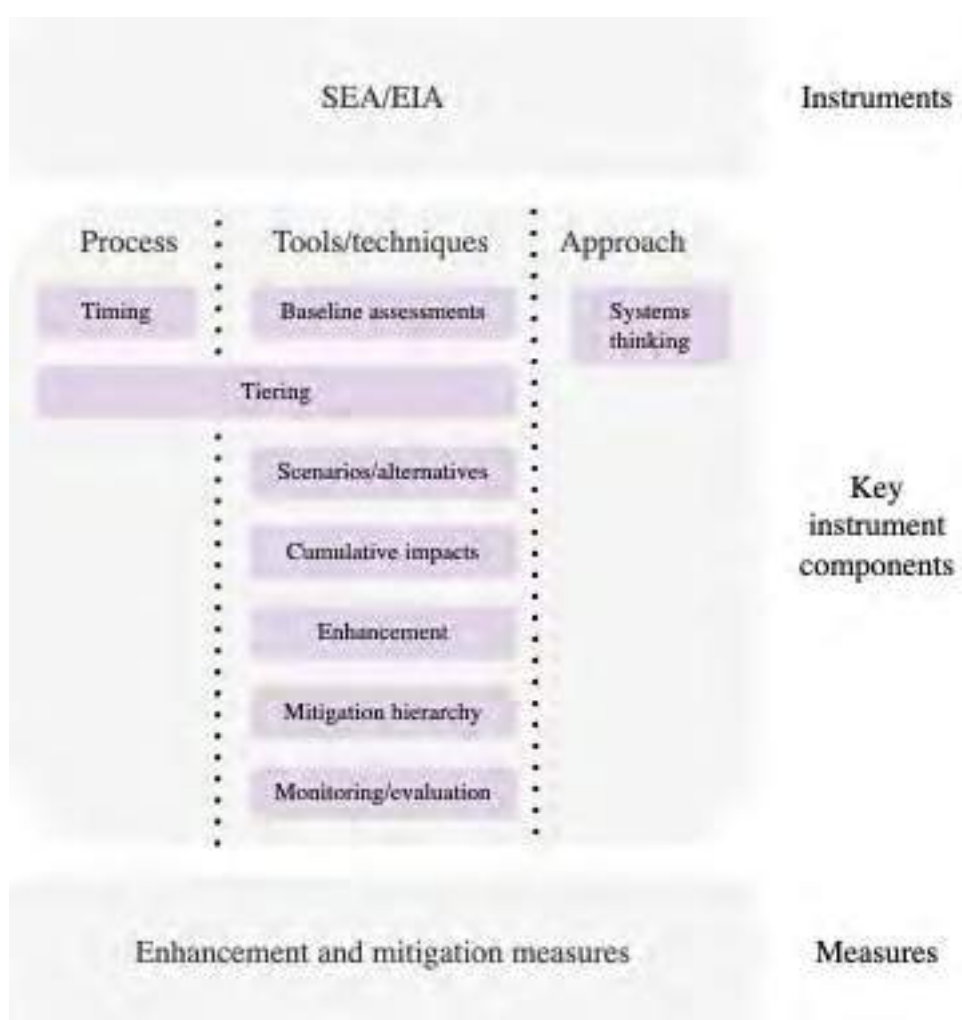 SEA/EIA
Instruments
Process
Tools/techniques
Approach
Timing
Baseline assessments
Systems
thinking
Tiering
Scenarios/alternatives
Cumulative impacts
Enhancement
Mitigation hierarchy
Monitoring/evaluation
Key
instrument
components
Enhancement and mitigation measures
Measures